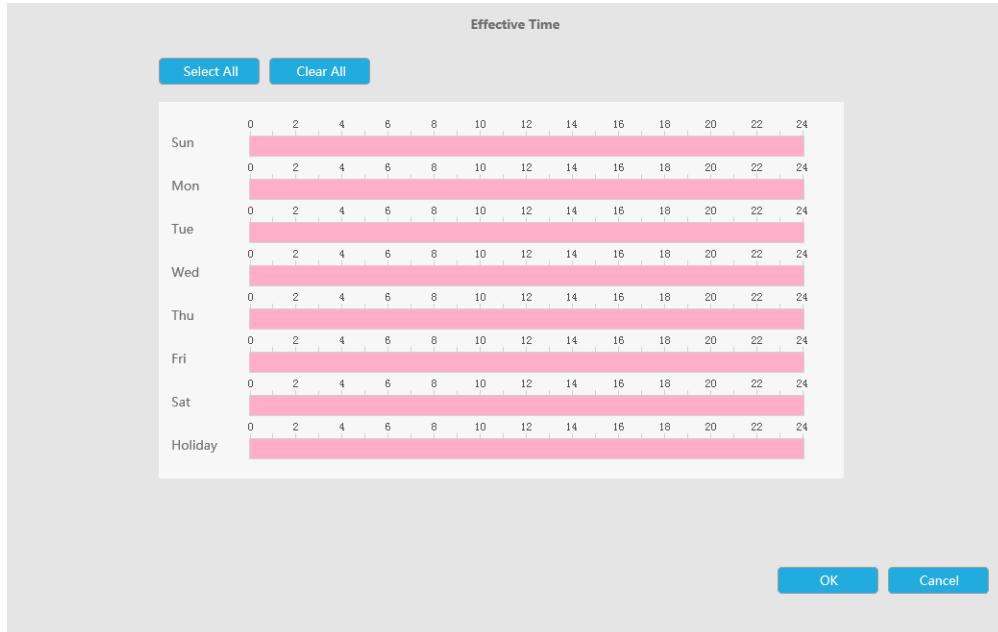 Effective Time
Select All Clear All
0 2 4 6 8 10 12 14 16 18 20 22 24
Sun
0 2 4 6 8 10 12 14 16 18 20 22 24
Mon
0 2 4 6 8 10 12 14 16 18 20 22 24
Tue
0 2 4 6 8 10 12 14 16 18 20 22 24
Wed
0 2 4 6 8 10 12 14 16 18 20 22 24
Thu
0 2 4 6 8 10 12 14 16 18 20 22 24
Fri
0 2 4 6 8 10 12 14 16 18 20 22 24
Sat
0 2 4 6 8 10 12 14 16 18 20 22 24
Holiday
OK Cancel